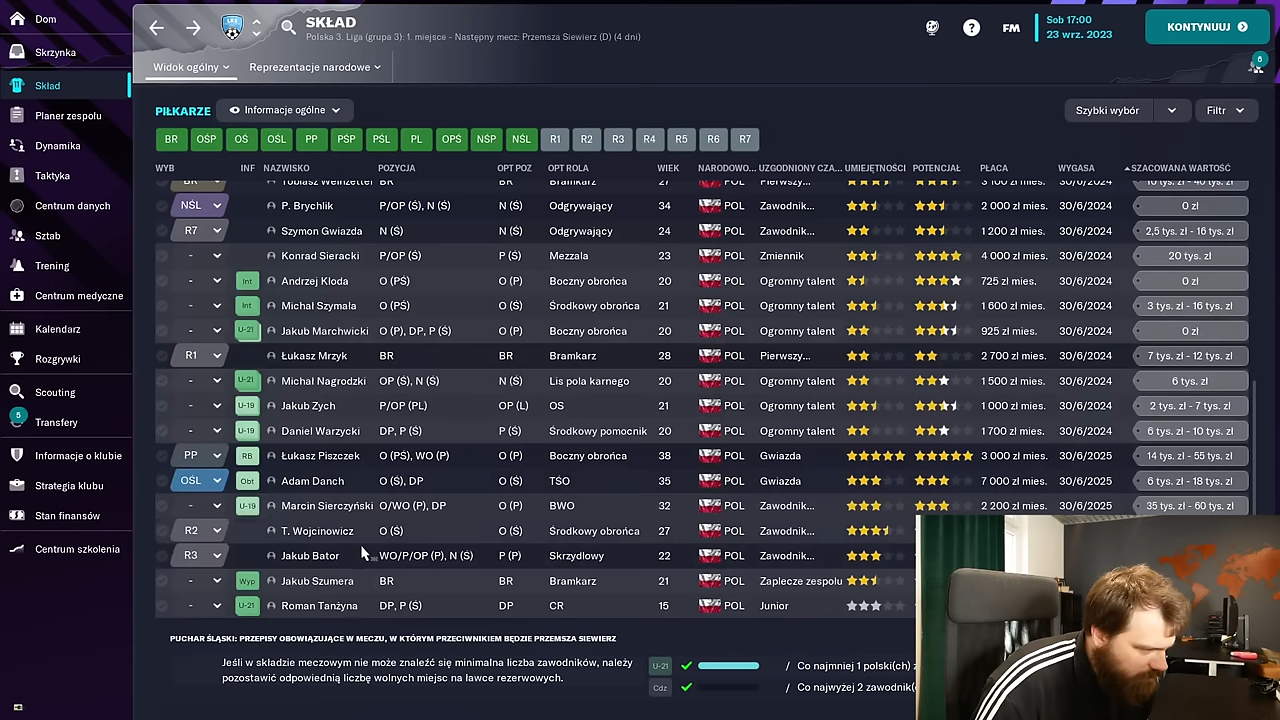 Dom
SKŁAD
Polska 3. Liga (grupa 3): 1. miejsce - Następny mecz: Przemsza Siewierz (D) (4 dni)
FM
Sob 17:00
23 wrz. 2023
KONTYNUUJ
Skrzynka
Widok ogólny
Reprezentacje narodowe
6
Skład
PIŁKARZE
Informacje ogólne
Szybki wybór
Filtr
Planer zespołu
BR OŚP OŚ OŚL PP PŚP PŚL PL OPŚ NŚP NŚL R1 R2 R3 R4 R5 R6 R7
Dynamika
WYB INF NAZWISKO POZYCJA OPT POZ OPT ROLA WIEK NARODOWO... UZGODNIONY CZA... UMIEJĘTNOŚCI POTENCJAŁ PŁACA WYGASA SZACOWANA WARTOŚĆ
Taktyka
NŚL P. Brychlik P/OP (Ś), N (Ś) N (Ś) Odgrywający 34 POL Zawodnik... 2 000 zł mies. 30/6/2024 0 zł
Centrum danych
R7 Szymon Gwiazda N (Ś) N (Ś) Odgrywający 24 POL Zawodnik... 1 200 zł mies. 30/6/2024 2,5 tys. zł - 16 tys. zł
Sztab
- Konrad Sieracki P/OP (Ś) P (Ś) Mezzala 23 POL Zmiennik 4 000 zł mies. 30/6/2024 20 tys. zł
Trening
- Int Andrzej Kłoda O (PŚ) O (P) Boczny obrońca 20 POL Ogromny talent 725 zł mies. 30/6/2024 0 zł
Centrum medyczne
- Int Michał Szymala O (PŚ) O (Ś) Środkowy obrońca 21 POL Ogromny talent 1 600 zł mies. 30/6/2024 3 tys. zł - 16 tys. zł
Kalendarz
- U-21 Jakub Marchwicki O (P), DP, P (Ś) O (P) Boczny obrońca 20 POL Ogromny talent 925 zł mies. 30/6/2024 0 zł
Rozgrywki
R1 Łukasz Mrzyk BR BR Bramkarz 28 POL Pierwszy... 2 700 zł mies. 30/6/2024 7 tys. zł - 12 tys. zł
- U-21 Michał Nagrodzki OP (Ś), N (Ś) N (Ś) Lis pola karnego 20 POL Ogromny talent 1 500 zł mies. 30/6/2024 6 tys. zł
Scouting
- U-19 Jakub Zych P/OP (PL) OP (L) OS 21 POL Ogromny talent 1 000 zł mies. 30/6/2024 2 tys. zł - 7 tys. zł
5
Transfery
- U-19 Daniel Warzycki DP, P (Ś) P (Ś) Środkowy pomocnik 20 POL Ogromny talent 1 700 zł mies. 30/6/2024 6 tys. zł - 10 tys. zł
Informacje o klubie
PP RB Łukasz Piszczek O (PŚ), WO (P) O (P) Boczny obrońca 38 POL Gwiazda 3 000 zł mies. 30/6/2025 14 tys. zł - 55 tys. zł
Strategia klubu
OŚL Obt Adam Danch O (Ś), DP O (Ś) TŚO 35 POL Gwiazda 7 000 zł mies. 30/6/2025 6 tys. zł - 18 tys. zł
- U-19 Marcin Sierczyński O/WO (P), DP O (P) BWO 32 POL Zawodnik... 2 200 zł mies. 30/6/2025 35 tys. zł - 60 tys. zł
Stan finansów
R2 T. Wojcinowicz O (Ś) O (Ś) Środkowy obrońca 27 POL Zawodnik...
Centrum szkolenia
R3 Jakub Bator WO/P/OP (P), N (Ś) P (P) Skrzydłowy 22 POL Zawodnik...
- Wyp Jakub Szumera BR BR Bramkarz 21 POL Zaplecze zespołu
- U-21 Roman Tanżyna DP, P (Ś) DP CR 15 POL Junior
PUCHAR ŚLĄSKI: PRZEPISY OBOWIĄZUJĄCE W MECZU, W KTÓRYM PRZECIWNIKIEM BĘDZIE PRZEMSZA SIEWIERZ
Jeśli w składzie meczowym nie może znaleźć się minimalna liczba zawodników, należy
pozostawić odpowiednią liczbę wolnych miejsc na ławce rezerwowych.
U-21 / Co najmniej 1 polski(ch)
Cdz / Co najwyżej 2